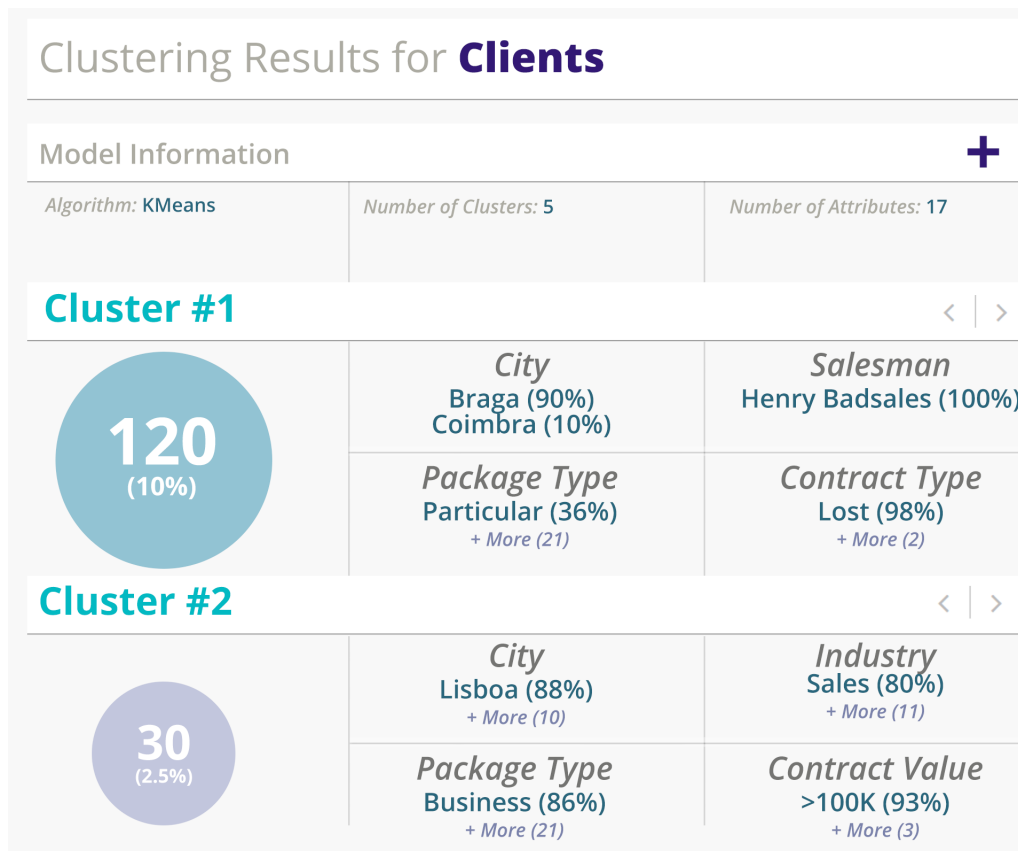 Clustering Results for Clients
Model Information
Algorithm: KMeans
Number of Clusters: 5
Number of Attributes: 17
Cluster #1
120
(10%)
City
Braga (90%)
Coimbra (10%)
Salesman
Henry Badsales (100%)
Package Type
Particular (36%)
+ More (21)
Contract Type
Lost (98%)
+ More (2)
Cluster #2
30
(2.5%)
City
Lisboa (88%)
+ More (10)
Industry
Sales (80%)
+ More (11)
Package Type
Business (86%)
+ More (21)
Contract Value
>100K (93%)
+ More (3)